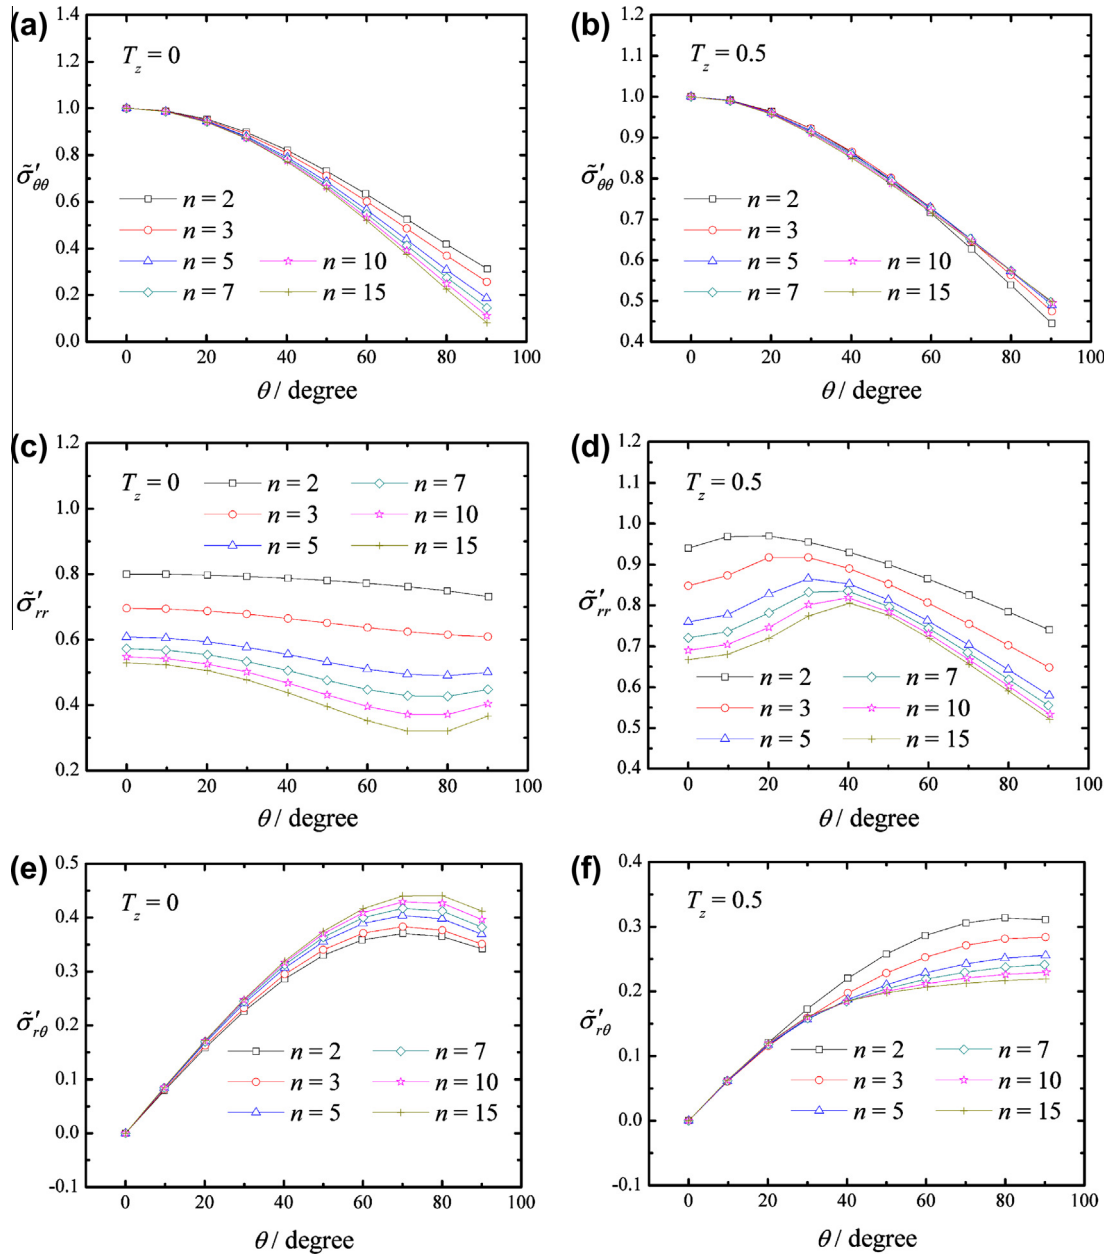 (a)
1.4
1.2
1.0
0.8
0.6
0.4
0.2
0.0
T_z = 0
σ̃′_θθ
n = 2
n = 3
n = 5
n = 7
n = 10
n = 15
0 20 40 60 80 100
θ / degree
(b)
1.2
1.1
1.0
0.9
0.8
0.7
0.6
0.5
0.4
T_z = 0.5
σ̃′_θθ
n = 2
n = 3
n = 5
n = 7
n = 10
n = 15
0 20 40 60 80 100
θ / degree
(c)
1.2
1.0
0.8
0.6
0.4
0.2
T_z = 0
σ̃′_rr
n = 2
n = 3
n = 5
n = 7
n = 10
n = 15
0 20 40 60 80 100
θ / degree
(d)
1.2
1.1
1.0
0.9
0.8
0.7
0.6
0.5
0.4
T_z = 0.5
σ̃′_rr
n = 2
n = 3
n = 5
n = 7
n = 10
n = 15
0 20 40 60 80 100
θ / degree
(e)
0.5
0.4
0.3
0.2
0.1
0.0
-0.1
T_z = 0
σ̃′_rθ
n = 2
n = 3
n = 5
n = 7
n = 10
n = 15
0 20 40 60 80 100
θ / degree
(f)
0.4
0.3
0.2
0.1
0.0
-0.1
T_z = 0.5
σ̃′_rθ
n = 2
n = 3
n = 5
n = 7
n = 10
n = 15
0 20 40 60 80 100
θ / degree